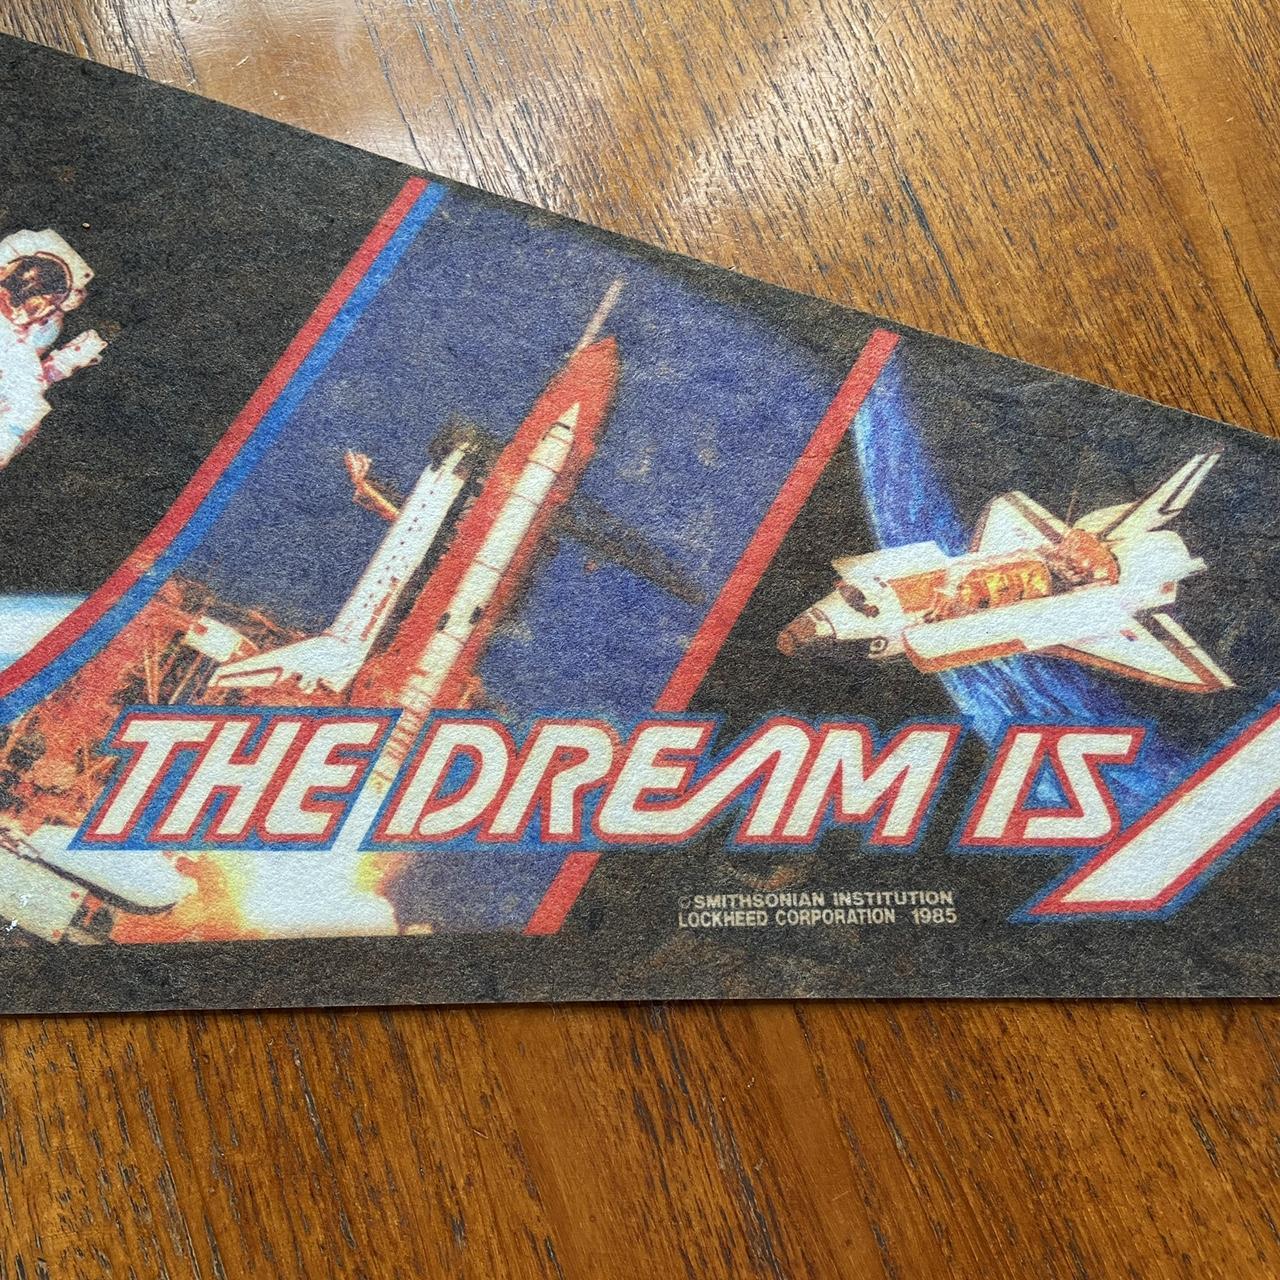 THE DREAM IS
© SMITHSONIAN INSTITUTION
LOCKHEED CORPORATION 1985